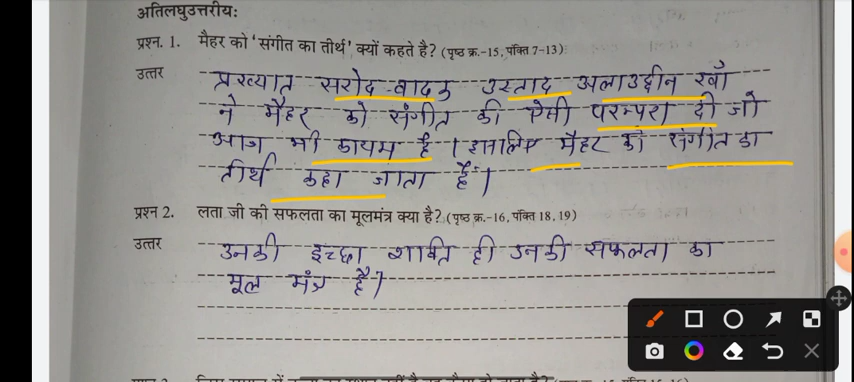 अतिलघुउत्तरीयः
प्रश्न. 1. मैहर को 'संगीत का तीर्थ' क्यों कहते है? (पृष्ठ क्र.-15, पंक्ति 7-13)
उत्तर प्रख्यात सरोद-वादक उस्ताद अलाउद्दीन खाँ
ने मैहर को संगीत की ऐसी परम्परा दी जो
आज भी कायम है। इसलिए मैहर को संगीत का
तीर्थ कहा जाता है।
प्रश्न 2. लता जी की सफलता का मूलमंत्र क्या है? (पृष्ठ क्र.-16, पंक्ति 18, 19)
उत्तर उनकी इच्छा शक्ति ही उनकी सफलता का
मूल मंत्र है।